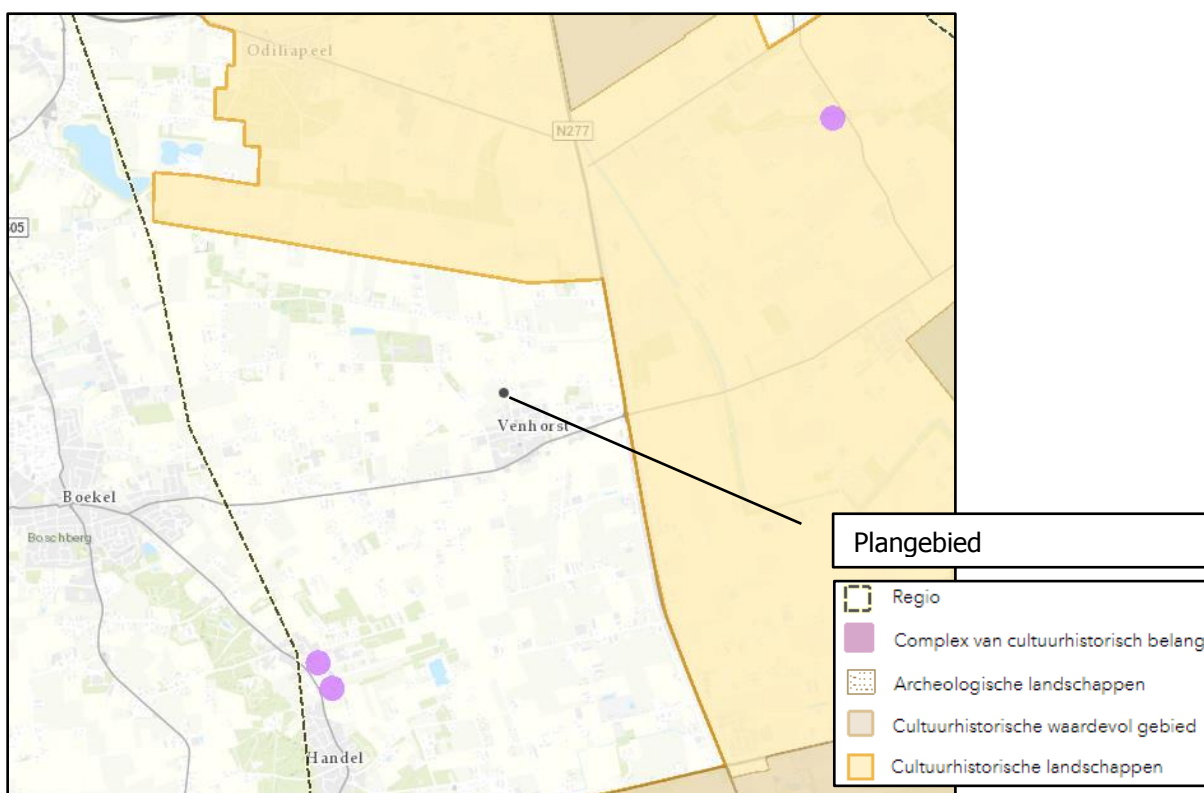 Odiliapeel
N277
05
Venhorst
Boekel
Boschberg
Handel
Plangebied
Regio
Complex van cultuurhistorisch belang
Archeologische landschappen
Cultuurhistorische waardevol gebied
Cultuurhistorische landschappen